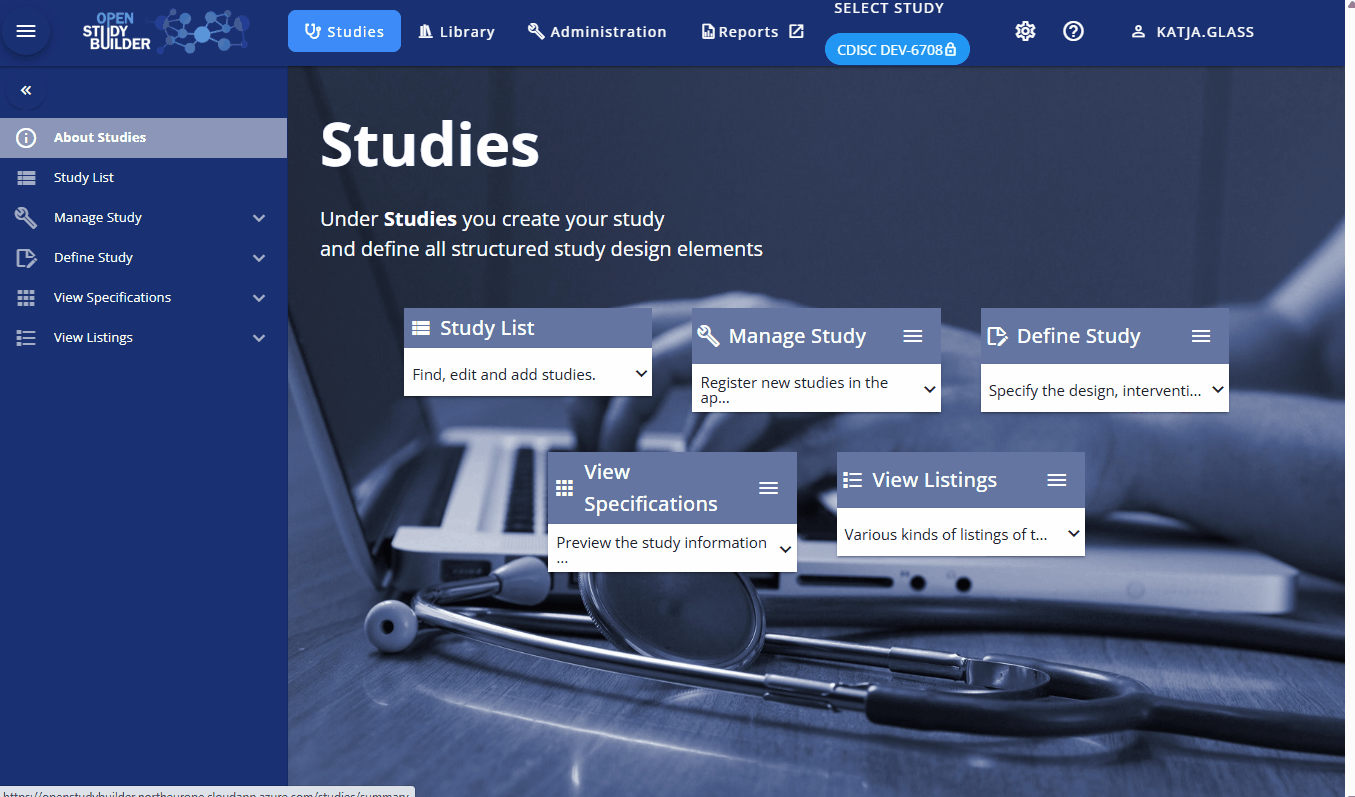 OPEN
STUDY
BUILDER
Studies
Library
Administration
Reports
SELECT STUDY
CDISC DEV-6708
KATJA.GLASS
About Studies
Study List
Manage Study
Define Study
View Specifications
View Listings
Studies
Under Studies you create your study
and define all structured study design elements
Study List
Find, edit and add studies.
Manage Study
Register new studies in the
ap...
Define Study
Specify the design, interventi...
View
Specifications
Preview the study information
...
View Listings
Various kinds of listings of t...
https://openstudybuilder.northeurope.cloudapp.azure.com/studies/summary